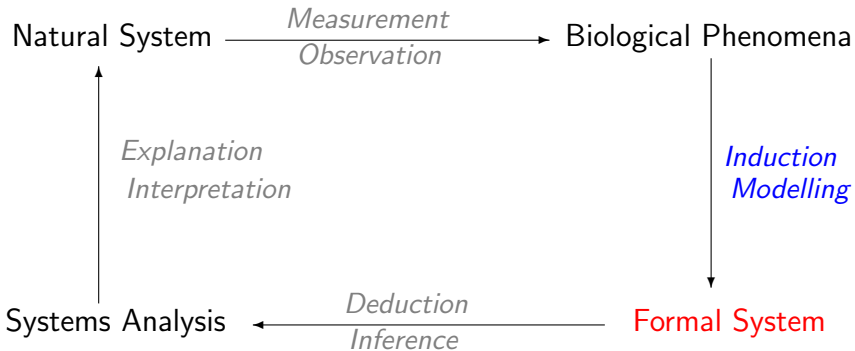 Natural System
Measurement
Observation
Biological Phenomena
Explanation
Interpretation
Induction
Modelling
Systems Analysis
Deduction
Inference
Formal System